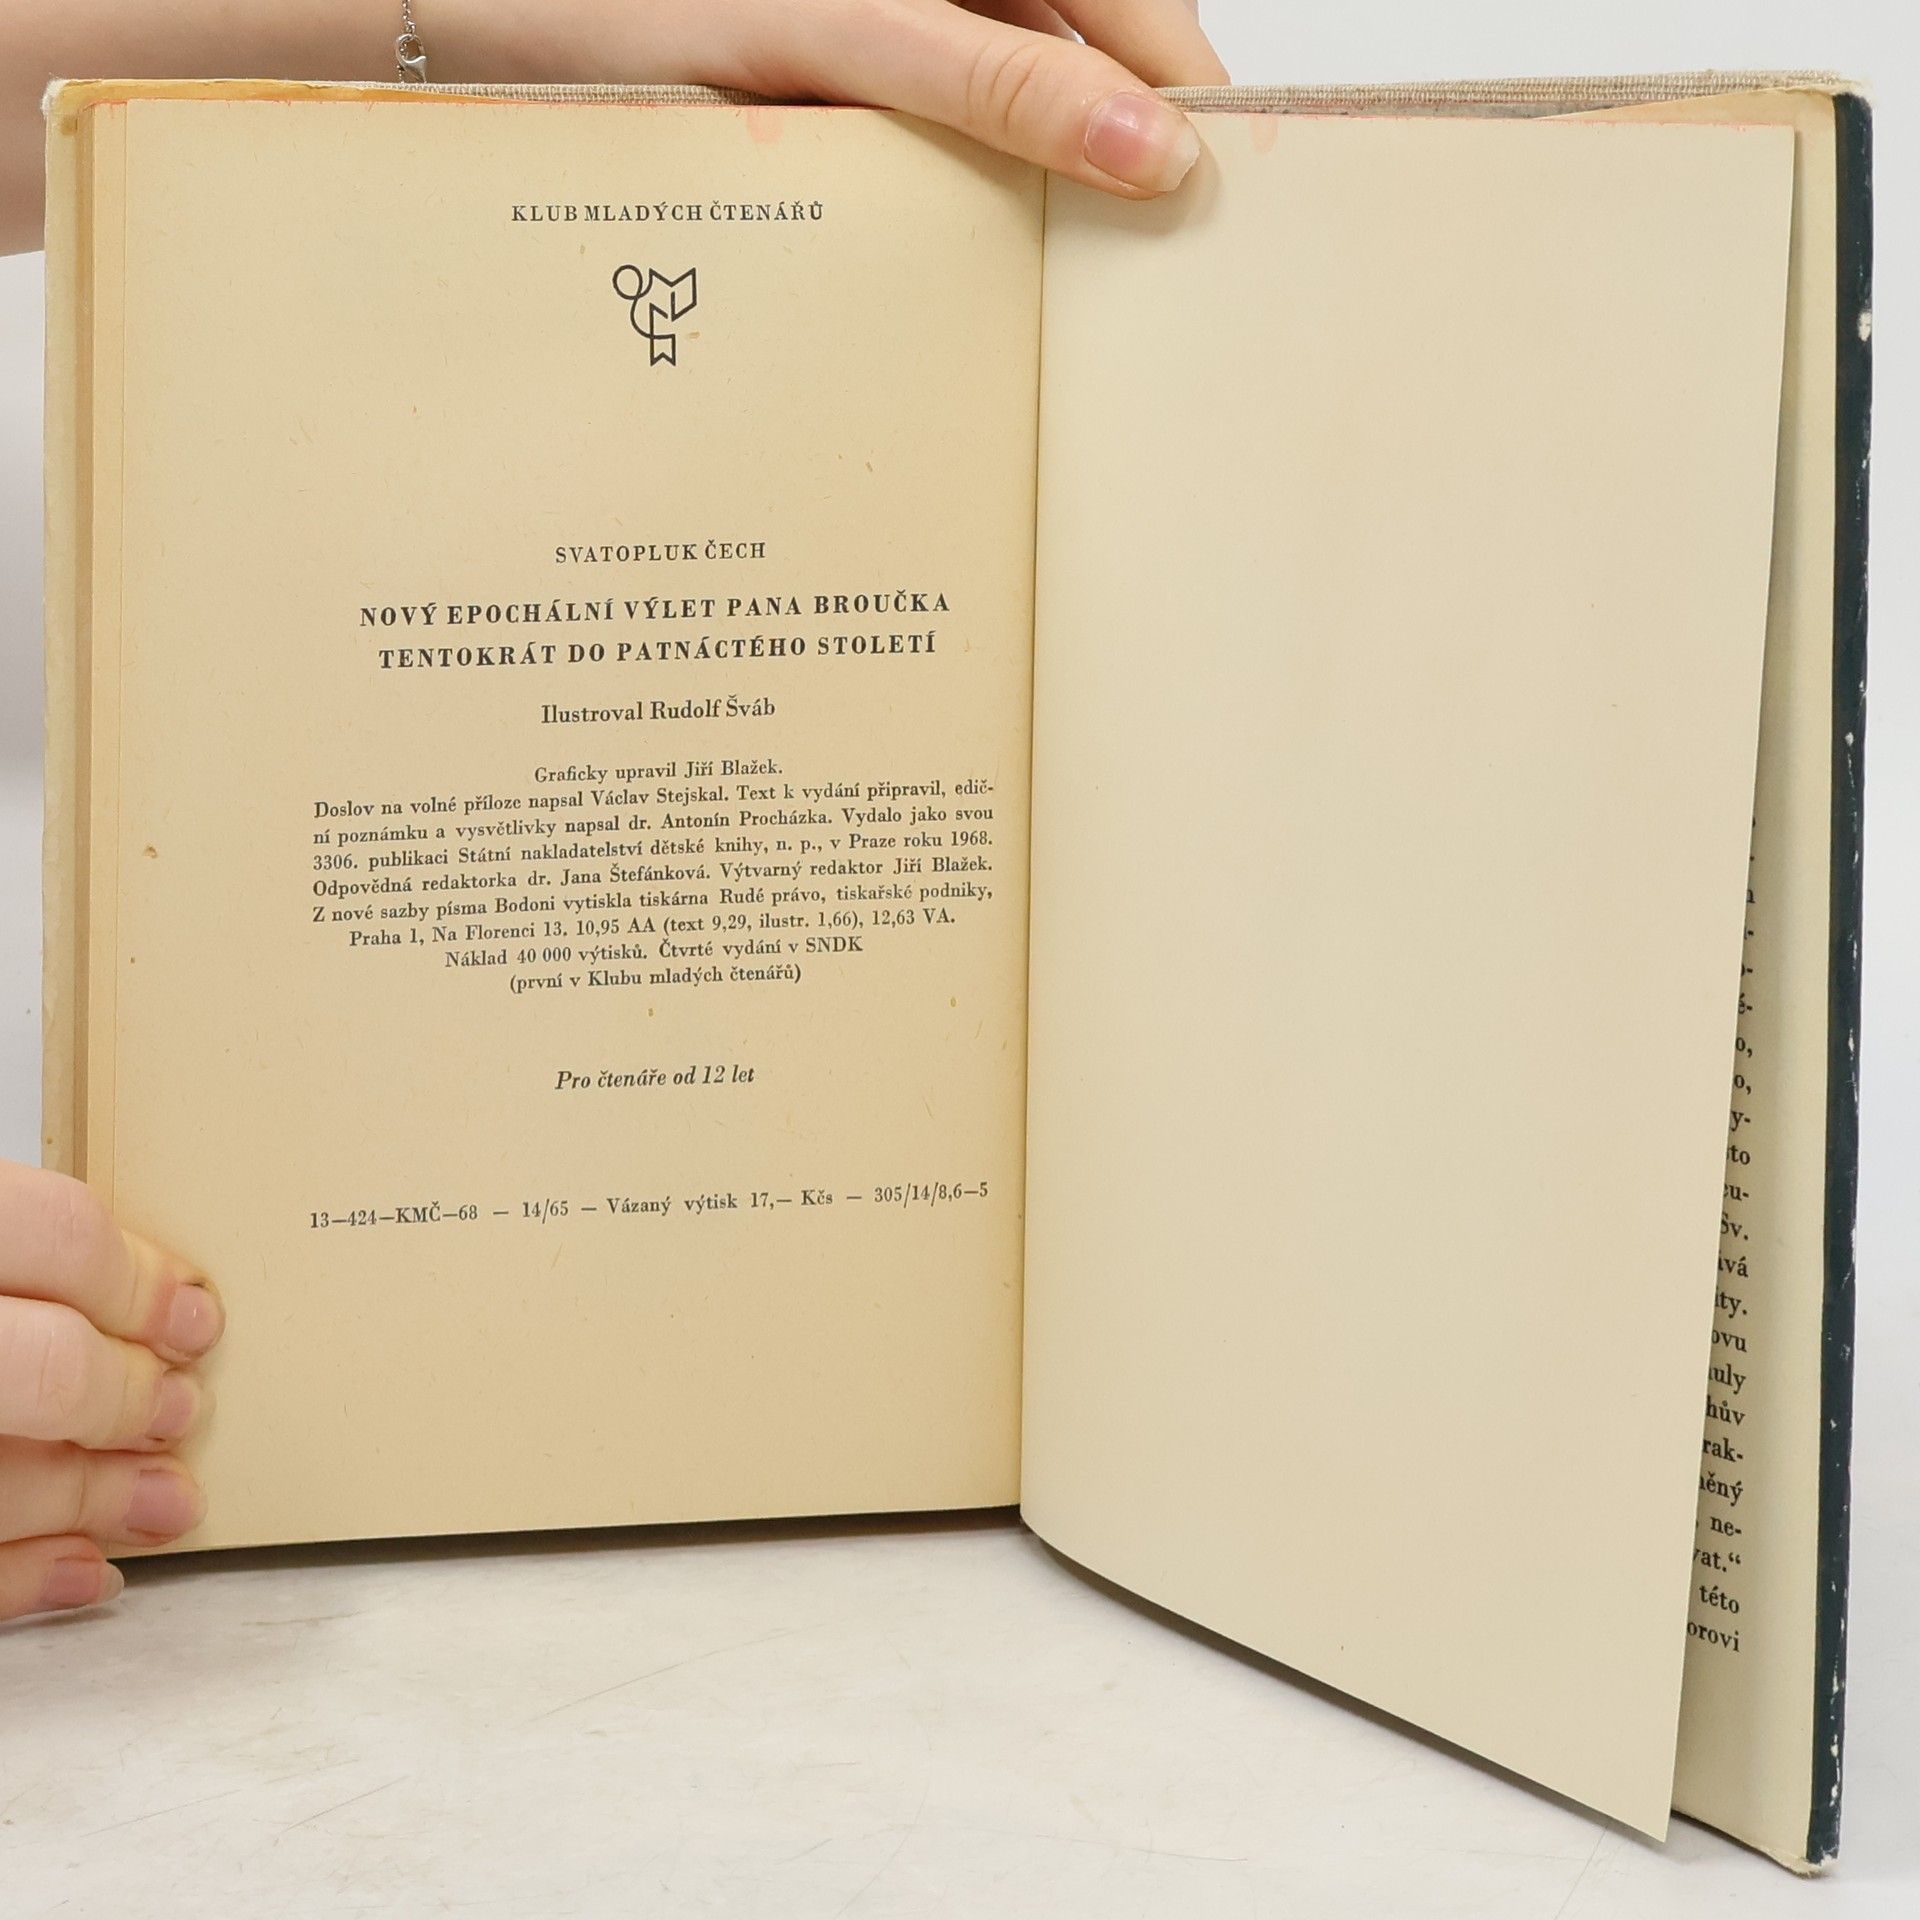 KLUB MLADÝCH ČTENÁŘŮ
SVATOPLUK ČECH
NOVÝ EPOCHÁLNÍ VÝLET PANA BROUČKA
TENTOKRÁT DO PATNÁCTÉHO STOLETÍ
Ilustroval Rudolf Šváb
Graficky upravil Jiří Blažek.
Doslov na volné příloze napsal Václav Stejskal. Text k vydání připravil, edič-
ní poznámku a vysvětlivky napsal dr. Antonín Procházka. Vydalo jako svou
3306. publikaci Státní nakladatelství dětské knihy, n. p., v Praze roku 1968.
Odpovědná redaktorka dr. Jana Štefánková. Výtvarný redaktor Jiří Blažek.
Z nové sazby písma Bodoni vytiskla tiskárna Rudé právo, tiskařské podniky,
Praha 1, Na Florenci 13. 10,95 AA (text 9,29, ilustr. 1,66), 12,63 VA.
Náklad 40 000 výtisků. Čtvrté vydání v SNDK
(první v Klubu mladých čtenářů)
Pro čtenáře od 12 let
13—424—KMČ—68 — 14/65 — Vázaný výtisk 17,— Kčs — 305/14/8,6—5
ne-
této